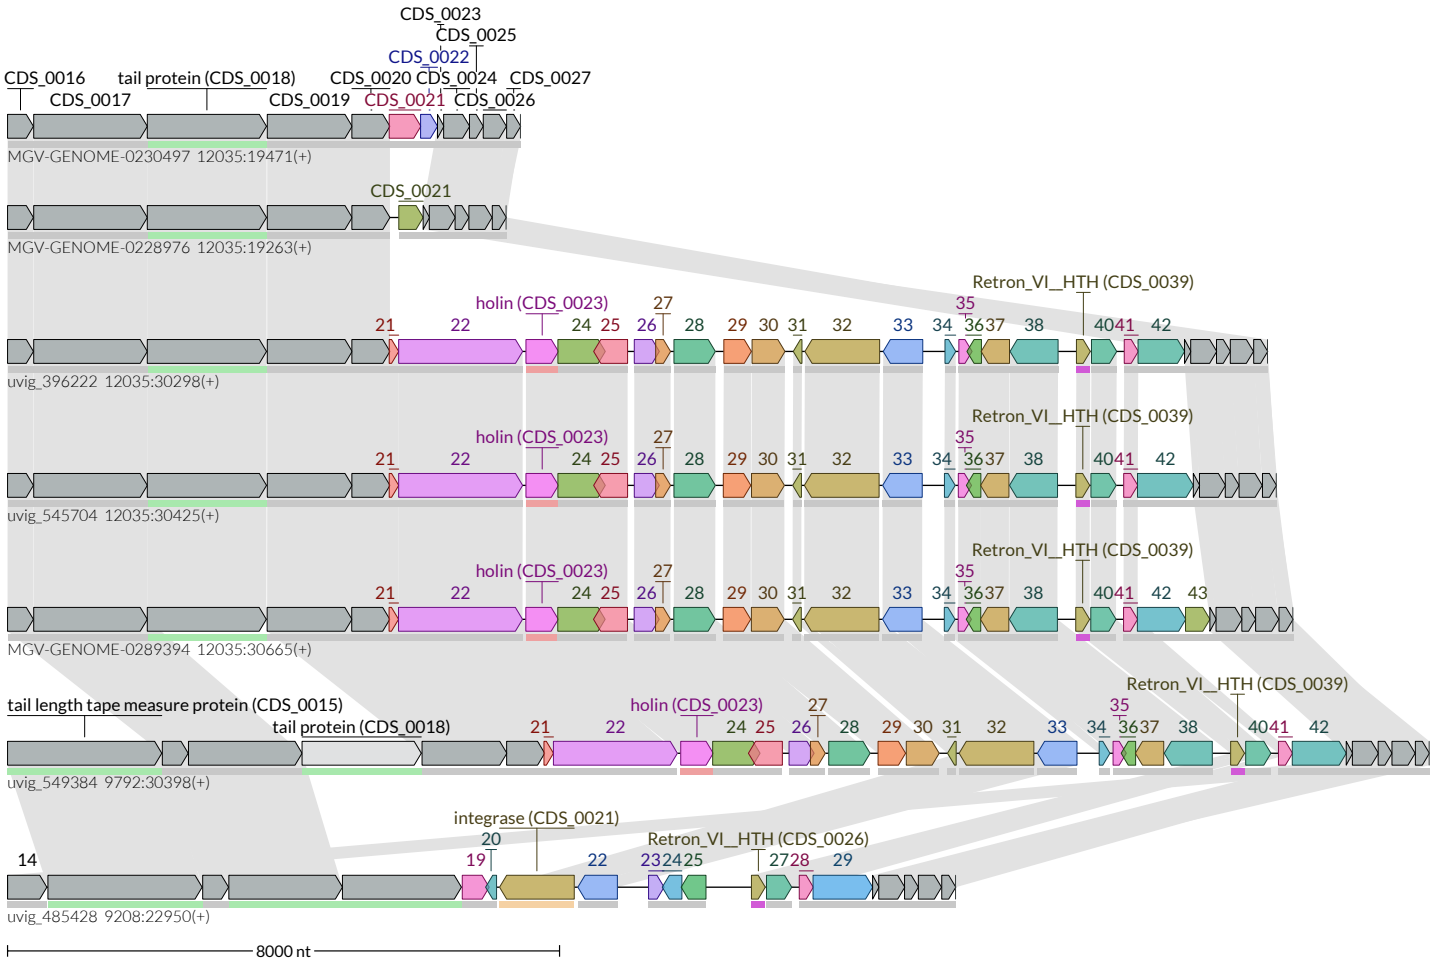 CDS_0023
CDS_0025
CDS_0022
CDS_0016 tail protein (CDS_0018) CDS_0020 CDS_0024 CDS_0027
CDS_0017 CDS_0019 CDS_0021 CDS_0026
MGV-GENOME-0230497 12035:19471(+)
CDS_0021
MGV-GENOME-0228976 12035:19263(+)
Retron_VI__HTH (CDS_0039)
holin (CDS_0023) 27 35
21 22 24 25 26 28 29 30 31 32 33 34 36 37 38 40 41 42
uvig_396222 12035:30298(+)
Retron_VI__HTH (CDS_0039)
holin (CDS_0023) 27 35
21 22 24 25 26 28 29 30 31 32 33 34 36 37 38 40 41 42
uvig_545704 12035:30425(+)
Retron_VI__HTH (CDS_0039)
holin (CDS_0023) 27 35
21 22 24 25 26 28 29 30 31 32 33 34 36 37 38 40 41 42 43
MGV-GENOME-0289394 12035:30665(+)
Retron_VI__HTH (CDS_0039)
tail length tape measure protein (CDS_0015) holin (CDS_0023) 27 35
tail protein (CDS_0018) 21 22 24 25 26 28 29 30 31 32 33 34 36 37 38 40 41 42
uvig_549384 9792:30398(+)
integrase (CDS_0021)
20 Retron_VI__HTH (CDS_0026)
14 19 22 23 24 25 27 28 29
uvig_485428 9208:22950(+)
8000 nt